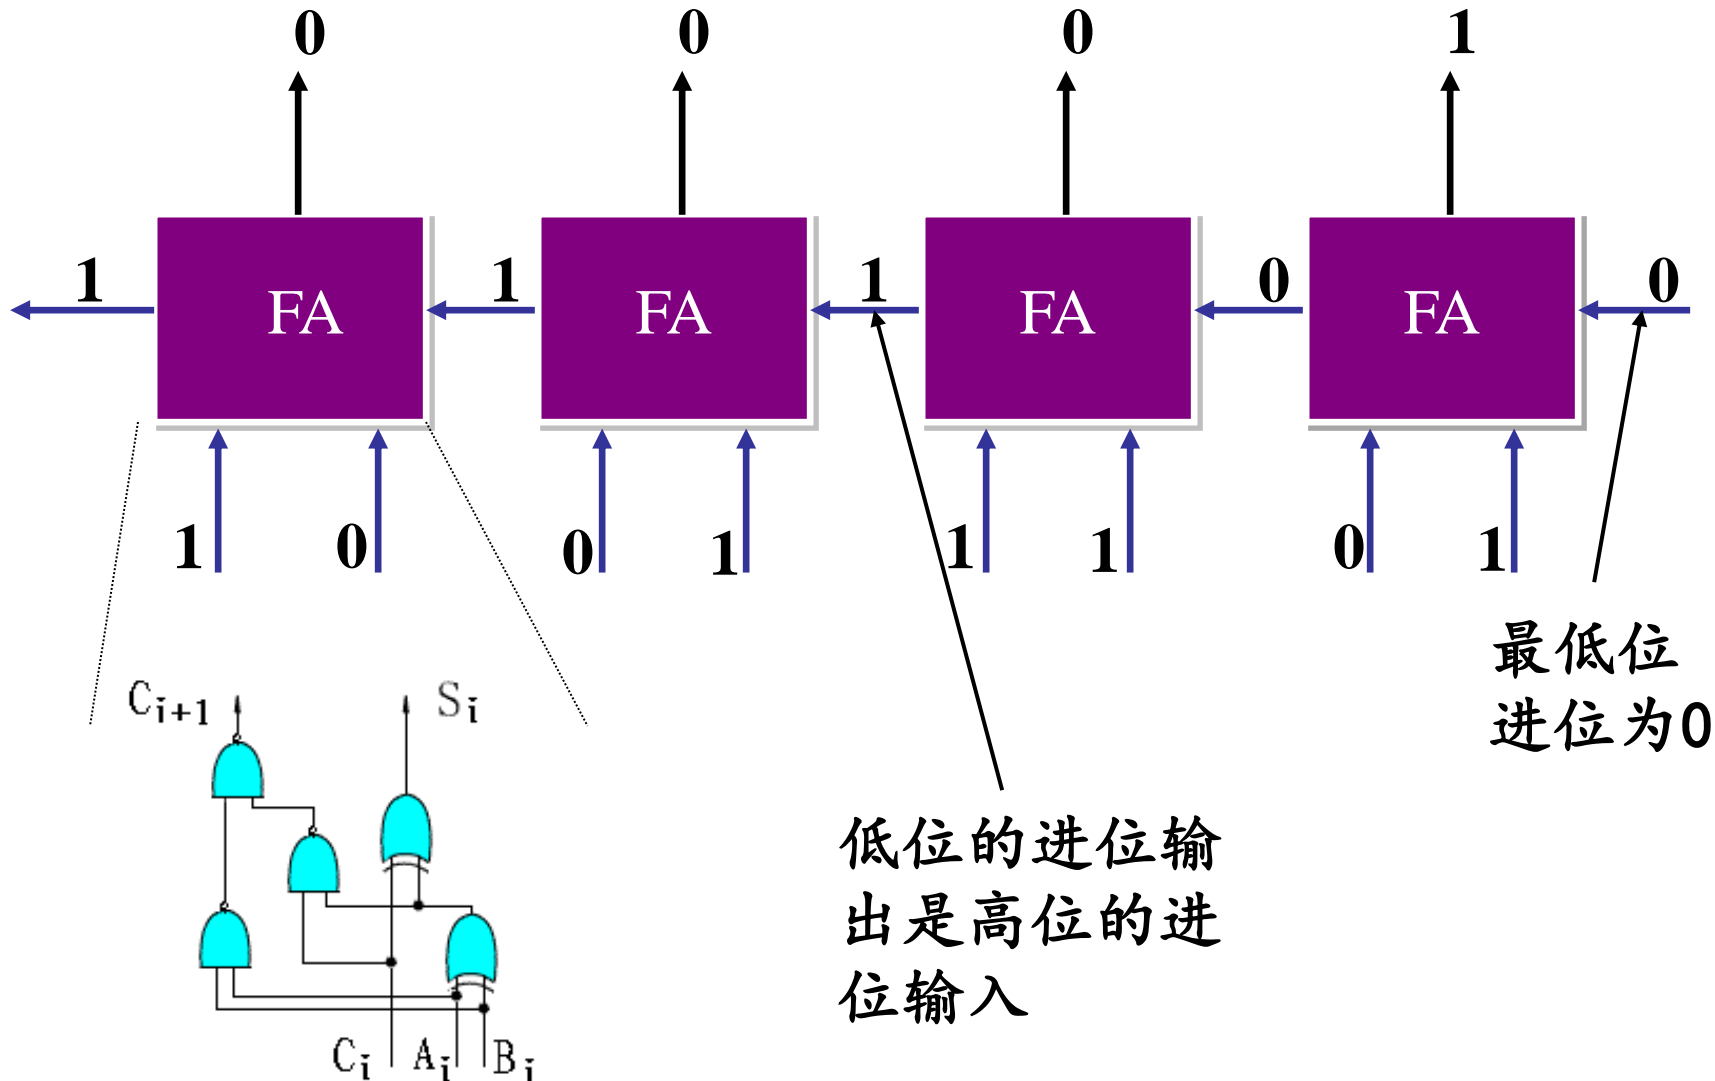 0 0 0 1
1 1 1 0 0
FA FA FA FA
1 0 0 1 1 1 0 1
最低位
进位为0
C_{i+1} S_i
低位的进位输
出是高位的进
位输入
C_i A_i B_i